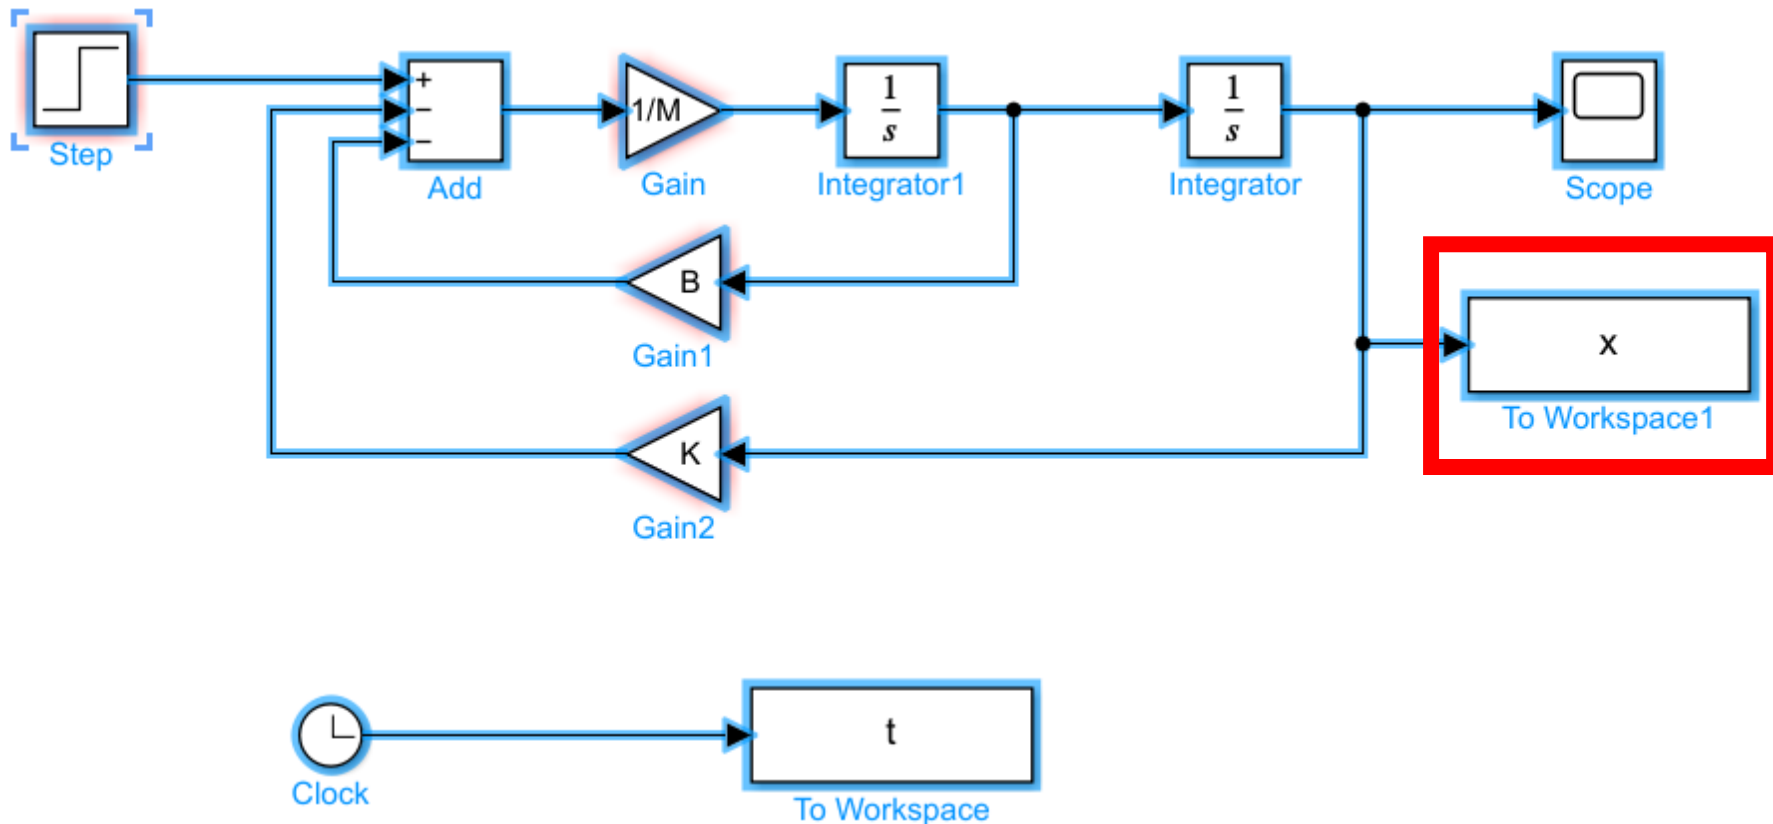 Step
+
−
−
Add
1/M
Gain
1
s
Integrator1
1
s
Integrator
Scope
B
Gain1
x
To Workspace1
K
Gain2
Clock
t
To Workspace